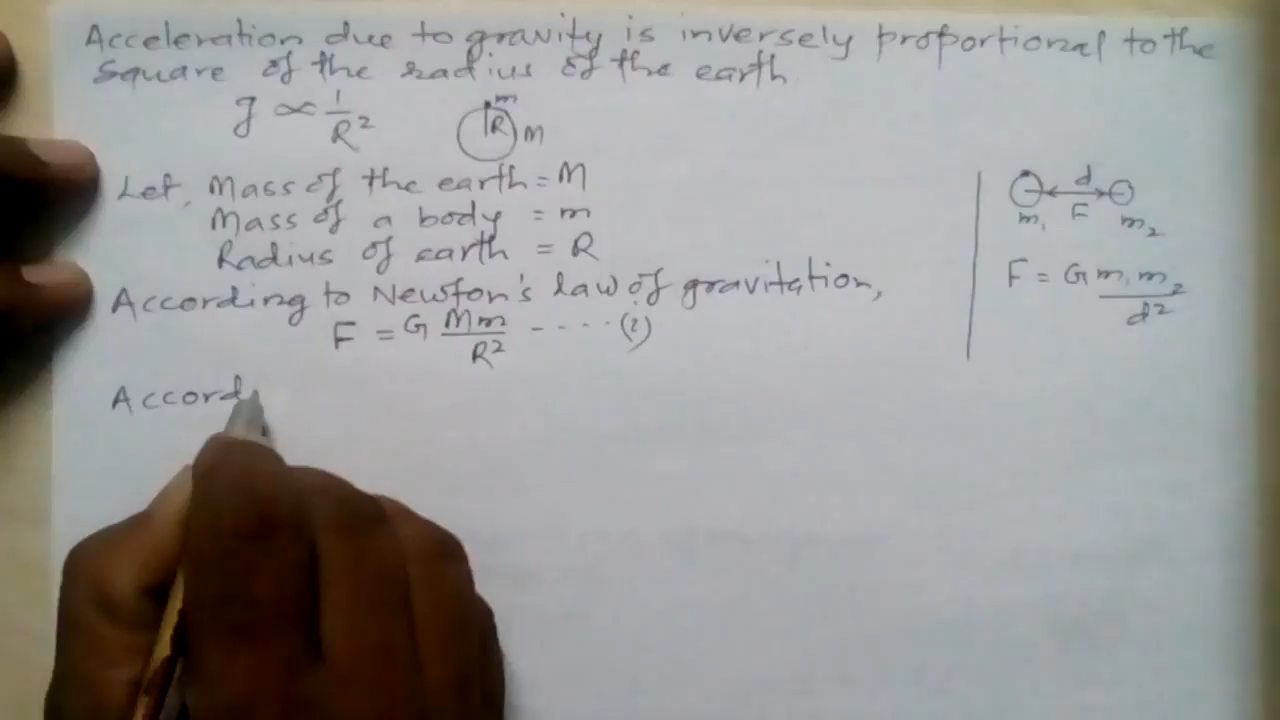 Acceleration due to gravity is inversely proportional to the
square of the radius of the earth
g ∝ 1/R²
m
R M
Let, Mass of the earth = M
Mass of a body = m
Radius of earth = R
According to Newton's law of gravitation,
F = G Mm/R² - - - - - (i)
Accord
d
F
m₁ m₂
F = G m₁m₂/d²